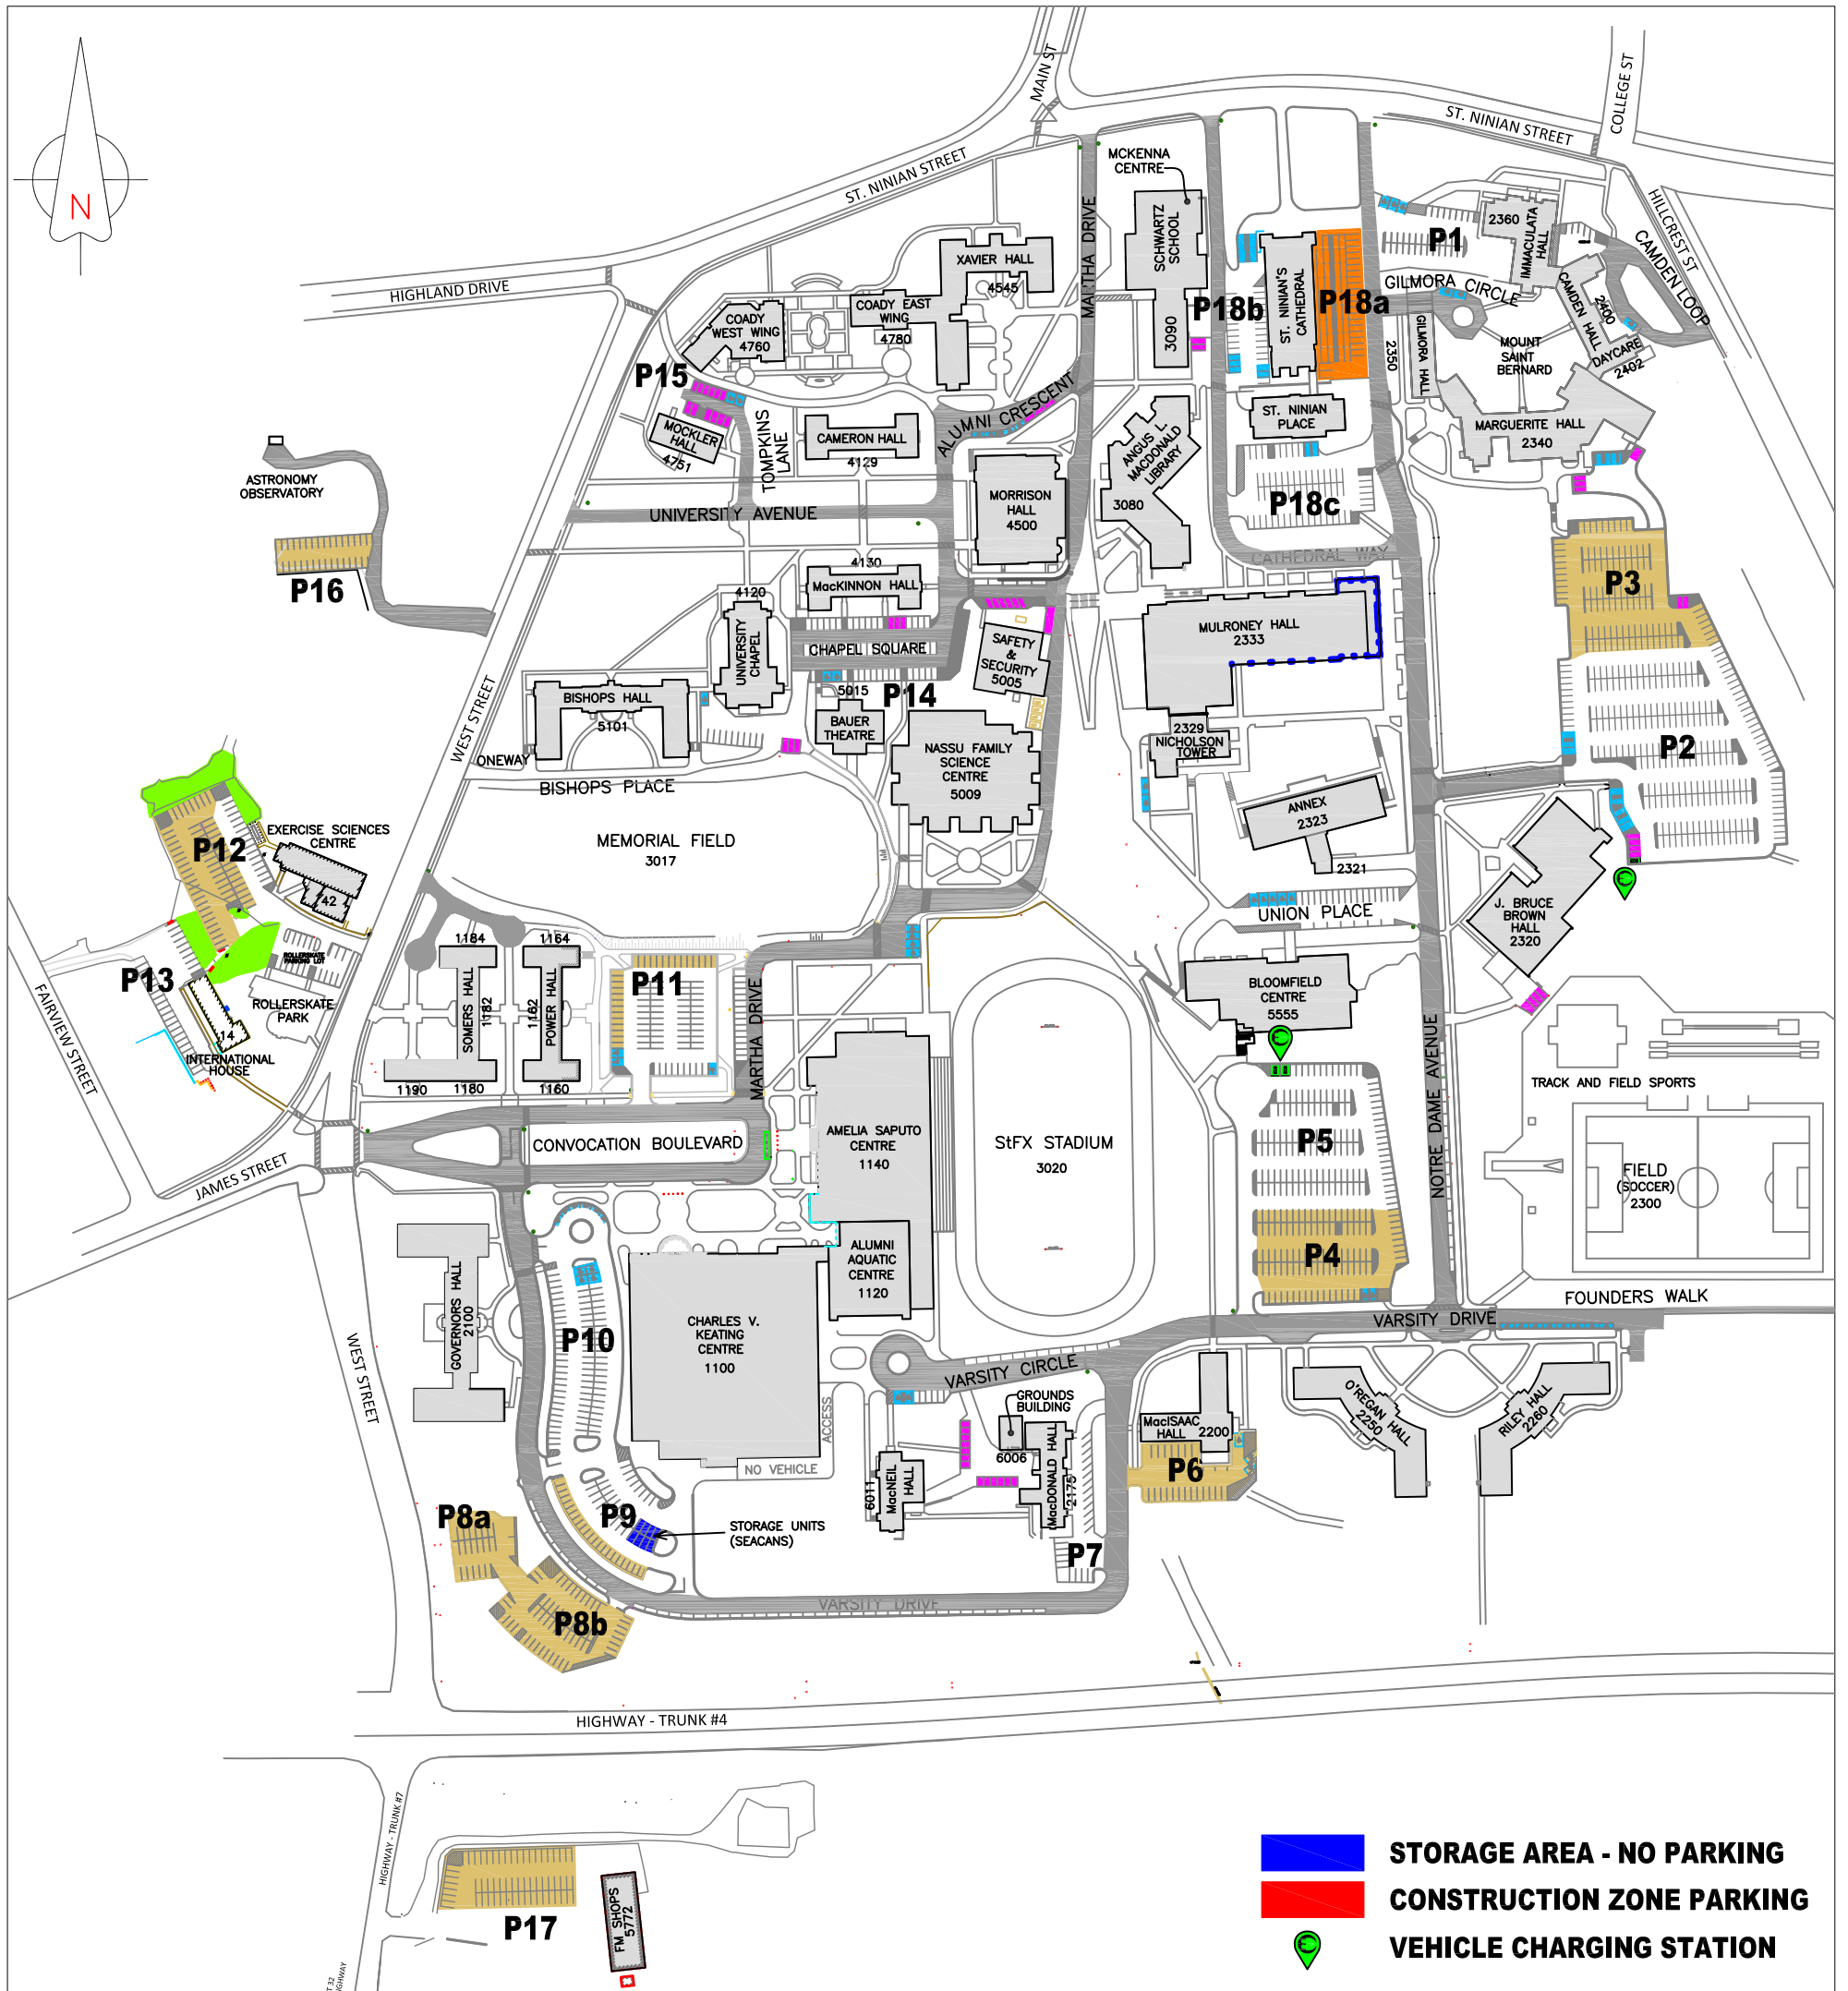 MAIN ST
COLLEGE ST
ST. NINIAN STREET
ST. NINIAN STREET
MCKENNA
CENTRE
HILLCREST ST
CAMDEN LOOP
N
MARTHA DRIVE
SCHWARTZ
SCHOOL
3090
2360
IMMACULATA
HALL
P1
GILMORA CIRCLE
HIGHLAND DRIVE
XAVIER HALL
4545
COADY EAST
WING
4780
COADY
WEST WING
4760
P18b
ST. NINIAN'S
CATHEDRAL
P18a
2350
GILMORA HALL
MOUNT
SAINT
BERNARD
CAMDEN HALL
2400
DAYCARE
2402
P15
MOCKLER
HALL
4751
TOMPKINS
LANE
CAMERON HALL
4129
ALUMNI CRESCENT
ANGUS L.
MACDONALD
LIBRARY
3080
ST. NINIAN
PLACE
MARGUERITE HALL
2340
P18c
ASTRONOMY
OBSERVATORY
UNIVERSITY AVENUE
MORRISON
HALL
4500
CATHEDRAL WAY
P16
4130
MacKINNON HALL
4120
UNIVERSITY
CHAPEL
CHAPEL SQUARE
SAFETY
&
SECURITY
5005
MULRONEY HALL
2333
P3
WEST STREET
BISHOPS HALL
5101
5015
P14
BAUER
THEATRE
NASSU FAMILY
SCIENCE
CENTRE
5009
2329
NICHOLSON
TOWER
P2
ONEWAY
BISHOPS PLACE
ANNEX
2323
2321
EXERCISE SCIENCES
CENTRE
P12
42
MEMORIAL FIELD
3017
UNION PLACE
J. BRUCE
BROWN
HALL
2320
P13
ROLLERSKATE
PARKING LOT
ROLLERSKATE
PARK
14
INTERNATIONAL
HOUSE
FAIRVIEW STREET
1184
1164
SOMERS HALL
1182
1162
POWER HALL
1190
1180
1160
P11
MARTHA DRIVE
BLOOMFIELD
CENTRE
5555
NOTRE DAME AVENUE
TRACK AND FIELD SPORTS
CONVOCATION BOULEVARD
AMELIA SAPUTO
CENTRE
1140
StFX STADIUM
3020
P5
FIELD
(SOCCER)
2300
JAMES STREET
GOVERNORS HALL
2100
ALUMNI
AQUATIC
CENTRE
1120
P4
FOUNDERS WALK
VARSITY DRIVE
WEST STREET
P10
CHARLES V.
KEATING
CENTRE
1100
VARSITY CIRCLE
ACCESS
NO VEHICLE
GROUNDS
BUILDING
6006
MacISAAC
HALL
2200
O'REGAN HALL
2250
RILEY HALL
2260
6011
MacNEIL
HALL
MacDONALD HALL
2175
P6
P8a
P9
STORAGE UNITS
(SEACANS)
P7
P8b
VARSITY DRIVE
HIGHWAY - TRUNK #4
HIGHWAY - TRUNK #7
P17
FM SHOPS
5772
STORAGE AREA - NO PARKING
CONSTRUCTION ZONE PARKING
VEHICLE CHARGING STATION